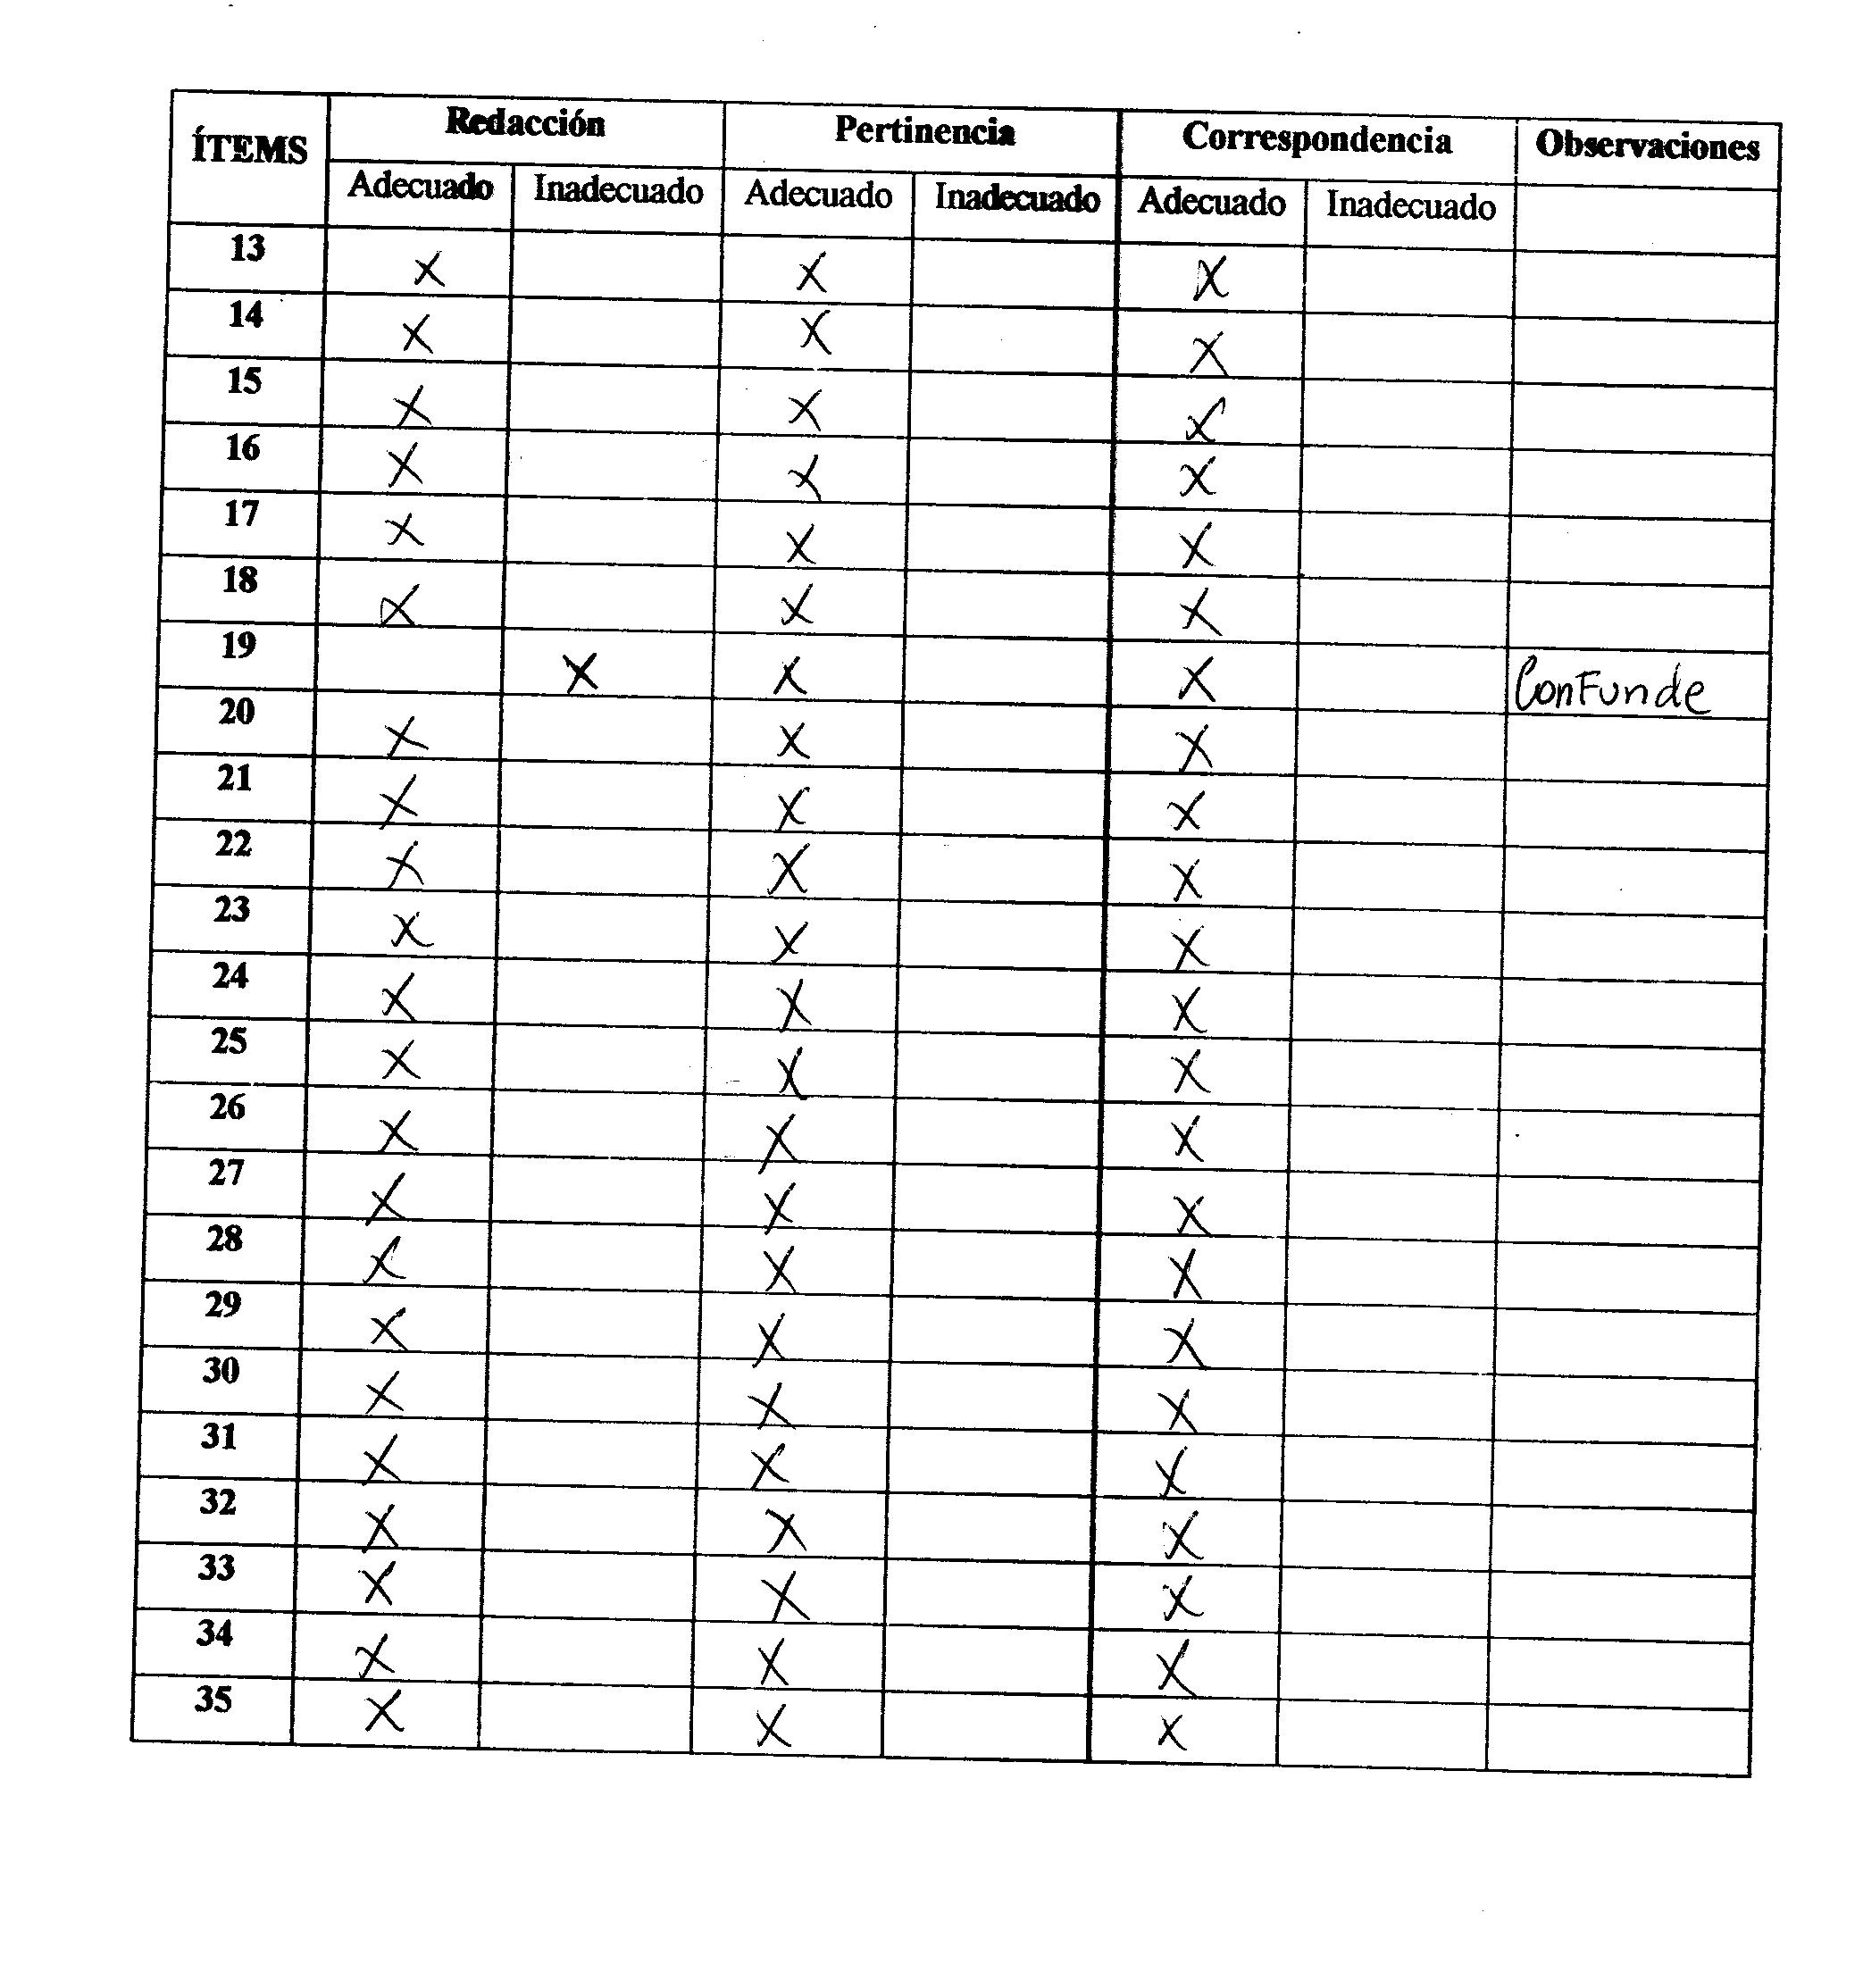 ÍTEMS Redacción Pertinencia Correspondencia Observaciones
Adecuado Inadecuado Adecuado Inadecuado Adecuado Inadecuado
13 X X X
14 X X X
15 X X X
16 X X X
17 X X X
18 X X X
19 X X X ConFunde
20 X X X
21 X X X
22 X X X
23 X X X
24 X X X
25 X X X
26 X X X
27 X X X
28 X X X
29 X X X
30 X X X
31 X X X
32 X X X
33 X X X
34 X X X
35 X X X